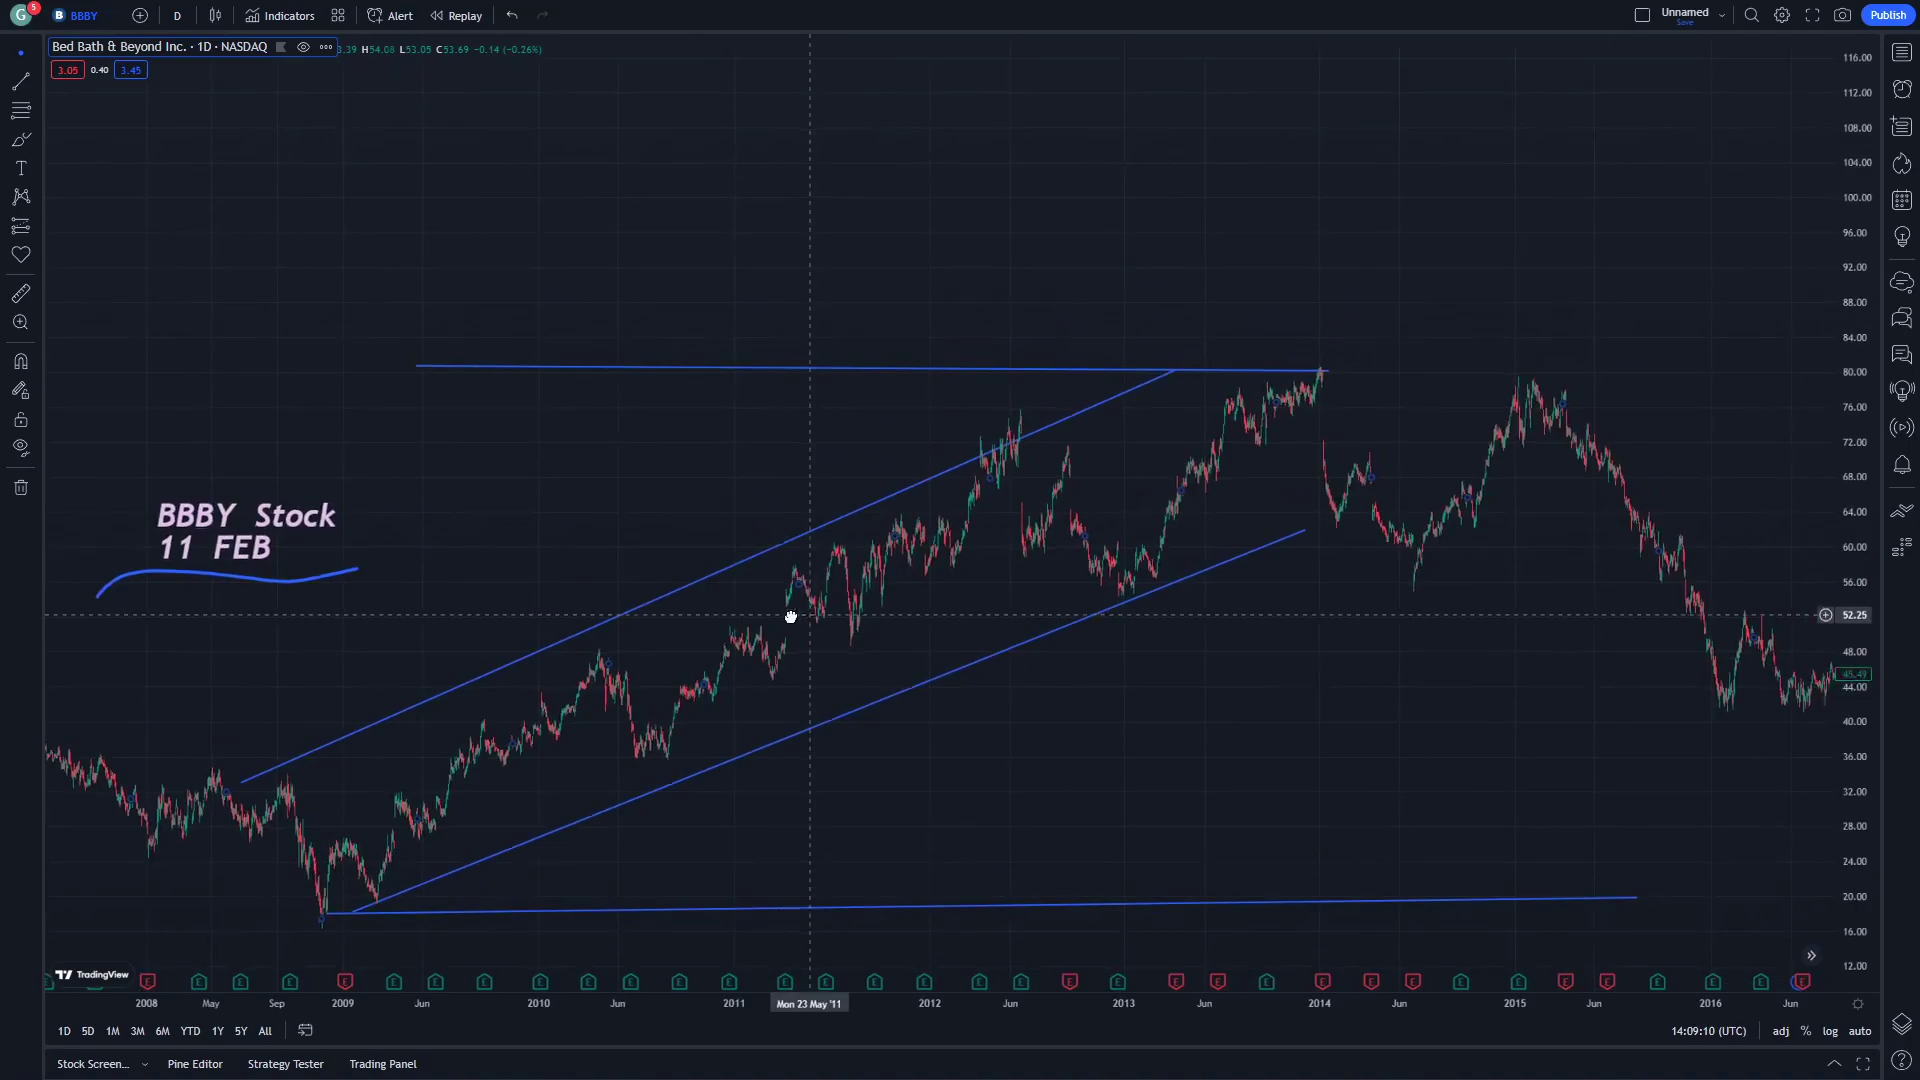 G 5 B BBBY D Indicators Alert Replay Unnamed Save Publish
Bed Bath & Beyond Inc. · 1D · NASDAQ 3.39 H54.08 L53.05 C53.69 −0.14 (−0.26%)
3.05 0.40 3.45
116.00
112.00
108.00
104.00
100.00
96.00
92.00
88.00
84.00
80.00
76.00
72.00
68.00
64.00
60.00
56.00
52.25
48.00
45.49
44.00
40.00
36.00
32.00
28.00
24.00
20.00
16.00
12.00
BBBY Stock
11 FEB
TradingView
E E E E E E E E E E E E E E E E E E E E E E E E E E E E E E E E E
2008 May Sep 2009 Jun 2010 Jun 2011 Mon 23 May '11 2012 Jun 2013 Jun 2014 Jun 2015 Jun 2016 Jun
1D 5D 1M 3M 6M YTD 1Y 5Y All 14:09:10 (UTC) adj % log auto
Stock Screen... Pine Editor Strategy Tester Trading Panel